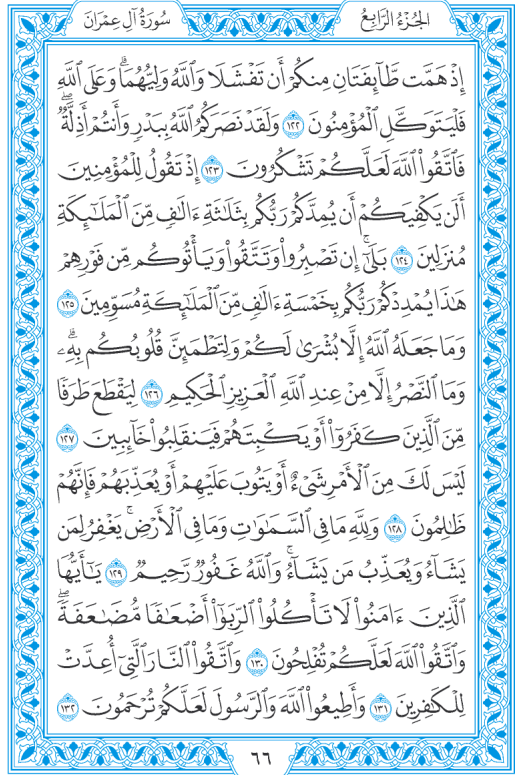 الجُزْءُ الرَّابِعُ
سُورَةُ آلِ عِمْرَان
إِذْ هَمَّت طَّآئِفَتَانِ مِنكُمْ أَن تَفْشَلَا وَٱللَّهُ وَلِيُّهُمَاۗ وَعَلَى ٱللَّهِ
فَلْيَتَوَكَّلِ ٱلْمُؤْمِنُونَ ١٢٢ وَلَقَدْ نَصَرَكُمُ ٱللَّهُ بِبَدْرٍ وَأَنتُمْ أَذِلَّةٌۖ
فَٱتَّقُوا۟ ٱللَّهَ لَعَلَّكُمْ تَشْكُرُونَ ١٢٣ إِذْ تَقُولُ لِلْمُؤْمِنِينَ
أَلَن يَكْفِيَكُمْ أَن يُمِدَّكُمْ رَبُّكُم بِثَلَٰثَةِ ءَالَٰفٍ مِّنَ ٱلْمَلَٰٓئِكَةِ
مُنزَلِينَ ١٢٤ بَلَىٰٓۚ إِن تَصْبِرُوا۟ وَتَتَّقُوا۟ وَيَأْتُوكُم مِّن فَوْرِهِمْ
هَٰذَا يُمْدِدْكُمْ رَبُّكُم بِخَمْسَةِ ءَالَٰفٍ مِّنَ ٱلْمَلَٰٓئِكَةِ مُسَوِّمِينَ ١٢٥
وَمَا جَعَلَهُ ٱللَّهُ إِلَّا بُشْرَىٰ لَكُمْ وَلِتَطْمَئِنَّ قُلُوبُكُم بِهِۦۗ
وَمَا ٱلنَّصْرُ إِلَّا مِنْ عِندِ ٱللَّهِ ٱلْعَزِيزِ ٱلْحَكِيمِ ١٢٦ لِيَقْطَعَ طَرَفًا
مِّنَ ٱلَّذِينَ كَفَرُوٓا۟ أَوْ يَكْبِتَهُمْ فَيَنقَلِبُوا۟ خَآئِبِينَ ١٢٧
لَيْسَ لَكَ مِنَ ٱلْأَمْرِ شَىْءٌ أَوْ يَتُوبَ عَلَيْهِمْ أَوْ يُعَذِّبَهُمْ فَإِنَّهُمْ
ظَٰلِمُونَ ١٢٨ وَلِلَّهِ مَا فِى ٱلسَّمَٰوَٰتِ وَمَا فِى ٱلْأَرْضِۚ يَغْفِرُ لِمَن
يَشَآءُ وَيُعَذِّبُ مَن يَشَآءُۚ وَٱللَّهُ غَفُورٌ رَّحِيمٌ ١٢٩ يَٰٓأَيُّهَا
ٱلَّذِينَ ءَامَنُوا۟ لَا تَأْكُلُوا۟ ٱلرِّبَوٰٓا۟ أَضْعَٰفًا مُّضَٰعَفَةًۖ
وَٱتَّقُوا۟ ٱللَّهَ لَعَلَّكُمْ تُفْلِحُونَ ١٣٠ وَٱتَّقُوا۟ ٱلنَّارَ ٱلَّتِىٓ أُعِدَّتْ
لِلْكَٰفِرِينَ ١٣١ وَأَطِيعُوا۟ ٱللَّهَ وَٱلرَّسُولَ لَعَلَّكُمْ تُرْحَمُونَ ١٣٢
٦٦